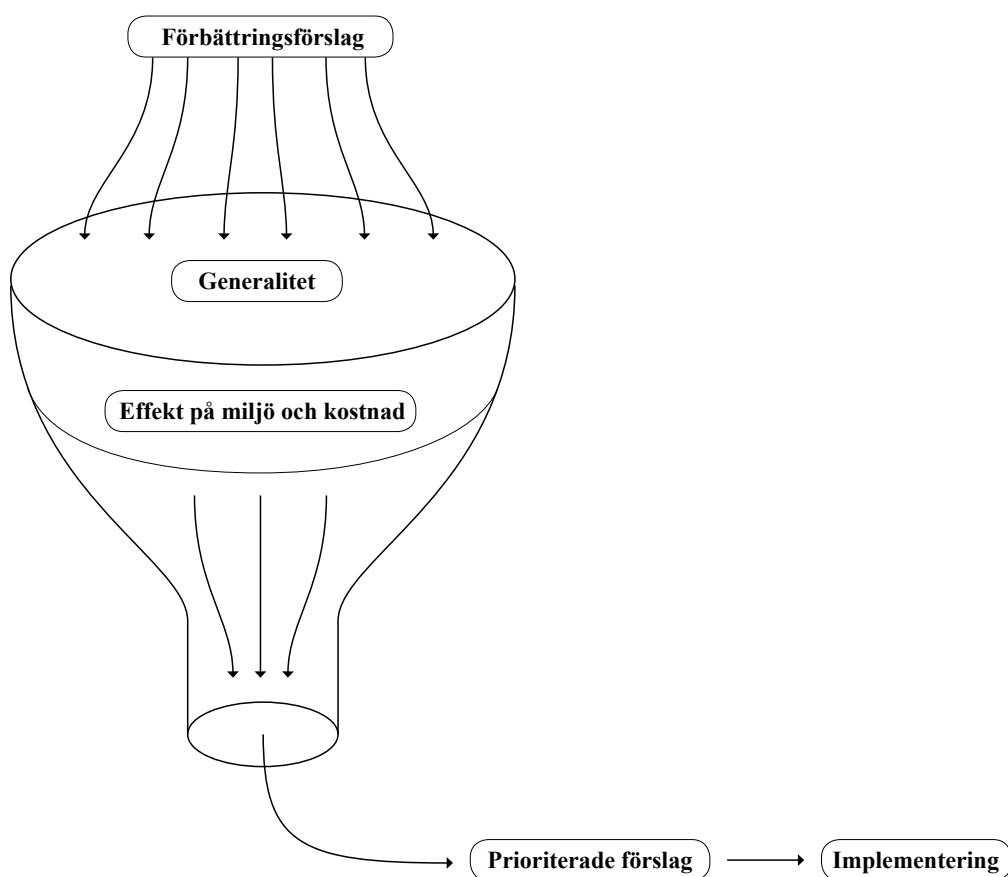 Förbättringsförslag
Generalitet
Effekt på miljö och kostnad
Prioriterade förslag
Implementering